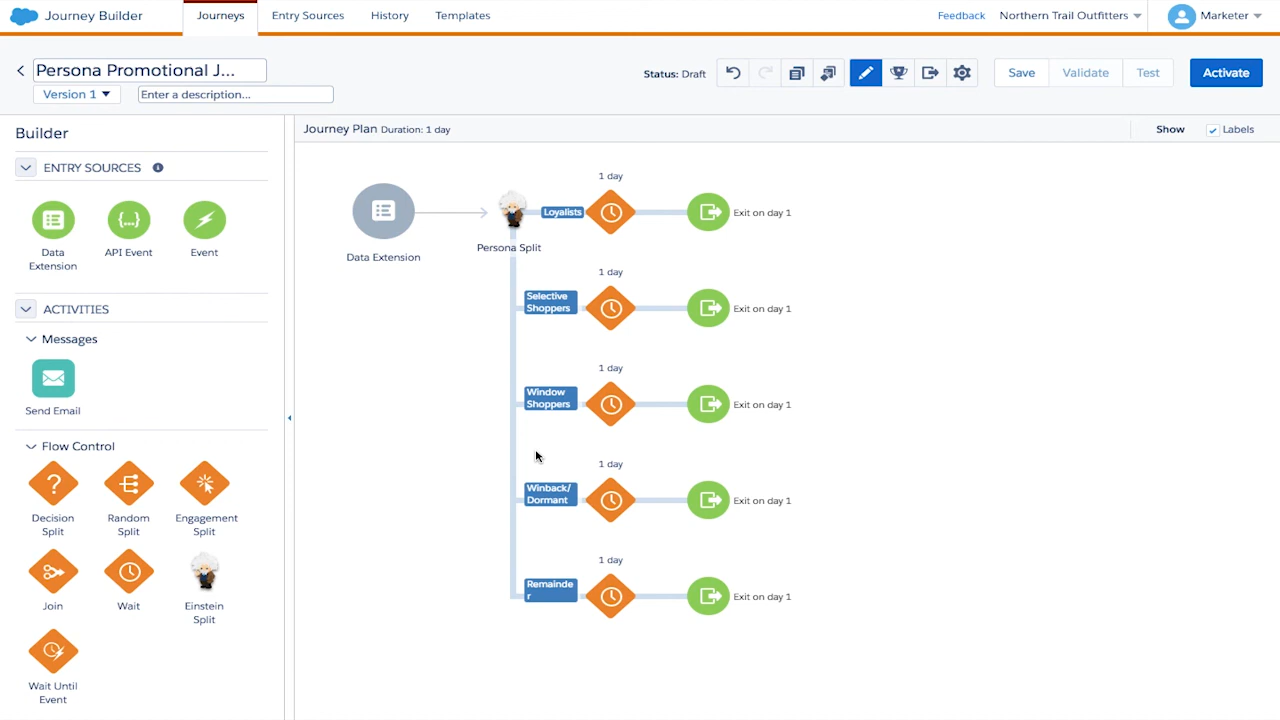 Journey Builder
Journeys
Entry Sources
History
Templates
Feedback
Northern Trail Outfitters
Marketer
Persona Promotional J...
Version 1
Enter a description...
Status: Draft
Save
Validate
Test
Activate
Builder
ENTRY SOURCES
Data
Extension
{...}
API Event
Event
ACTIVITIES
Messages
Send Email
Flow Control
?
Decision
Split
Random
Split
Engagement
Split
Join
Wait
Einstein
Split
Wait Until
Event
Journey Plan Duration: 1 day
Show
Labels
Data Extension
Persona Split
Loyalists
1 day
Exit on day 1
Selective
Shoppers
1 day
Exit on day 1
Window
Shoppers
1 day
Exit on day 1
Winback/
Dormant
1 day
Exit on day 1
Remainde
r
1 day
Exit on day 1